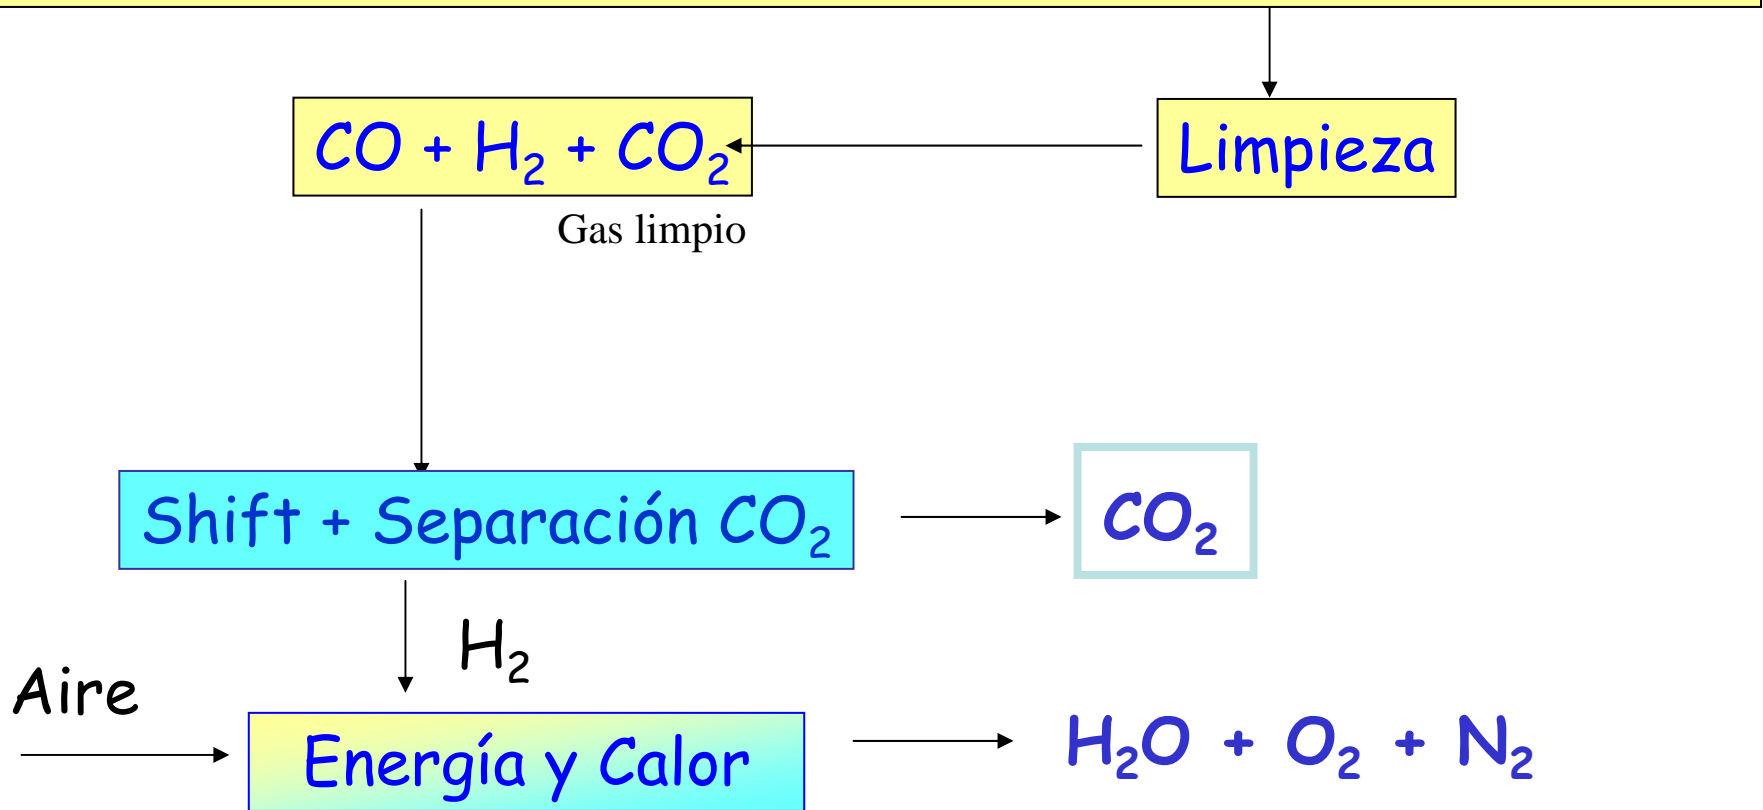 CO + H₂ + CO₂
Limpieza
Gas limpio
Shift + Separación CO₂
CO₂
H₂
Aire
Energía y Calor
H₂O + O₂ + N₂